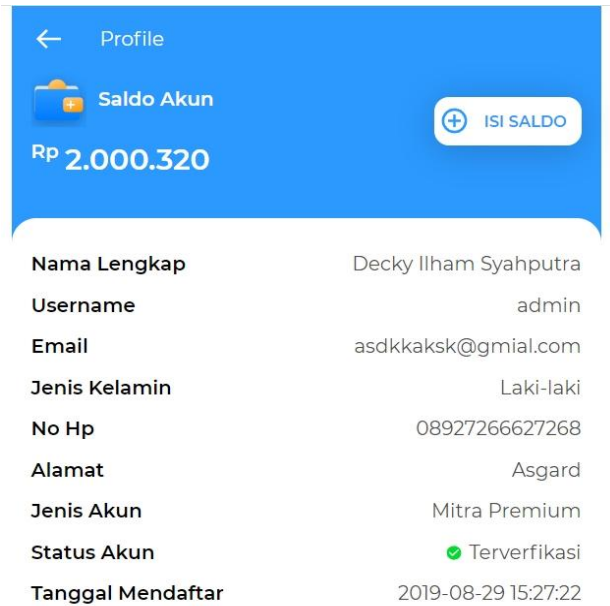 Profile
Saldo Akun
ISI SALDO
Rp 2.000.320
Nama Lengkap Decky Ilham Syahputra
Username admin
Email asdkkaksk@gmial.com
Jenis Kelamin Laki-laki
No Hp 08927266627268
Alamat Asgard
Jenis Akun Mitra Premium
Status Akun Terverfikasi
Tanggal Mendaftar 2019-08-29 15:27:22